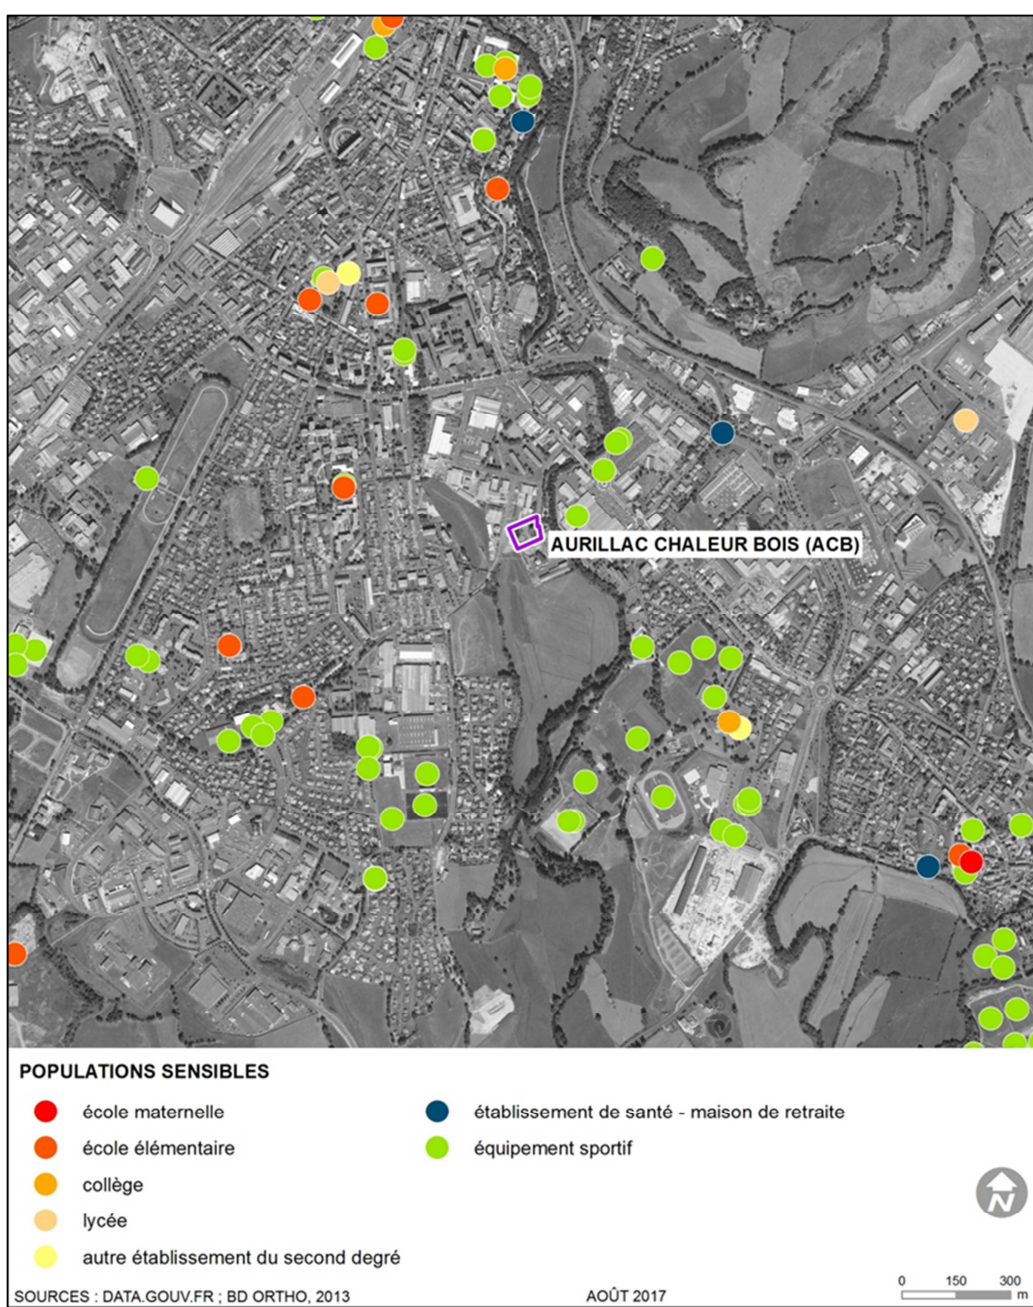 AURILLAC CHALEUR BOIS (ACB)
POPULATIONS SENSIBLES
école maternelle
école élémentaire
collège
lycée
autre établissement du second degré
établissement de santé - maison de retraite
équipement sportif
N
0 150 300
m
SOURCES : DATA.GOUV.FR ; BD ORTHO, 2013 AOÛT 2017